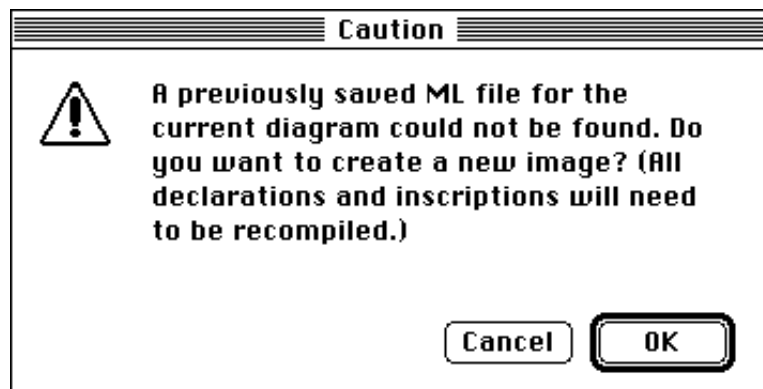 Caution
A previously saved ML file for the
current diagram could not be found. Do
you want to create a new image? (All
declarations and inscriptions will need
to be recompiled.)
Cancel OK